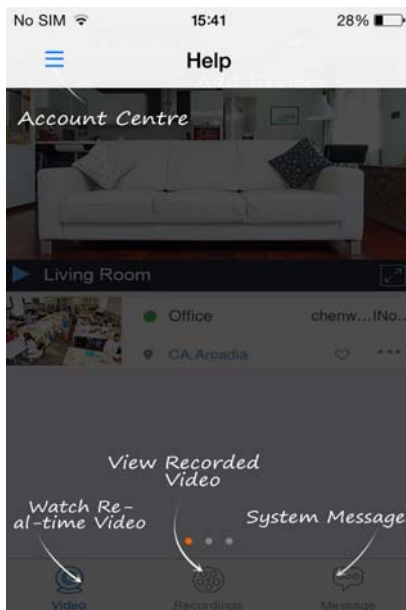 No SIM 15:41 28%
Help
Account Centre
Living Room
Office chenw...INo..
CA.Arcadia
View Recorded
Video
Watch Re-
al-time Video
System Message
Video Recordings Message